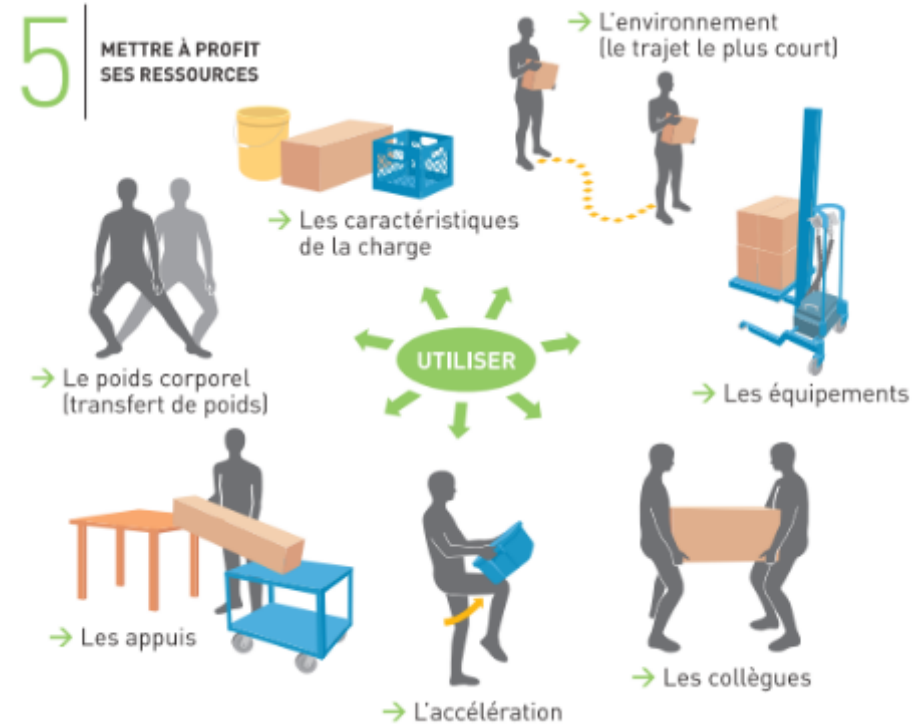 5
METTRE À PROFIT
SES RESSOURCES
→ L'environnement
(le trajet le plus court)
→ Les caractéristiques
de la charge
→ Le poids corporel
(transfert de poids)
UTILISER
→ Les équipements
→ Les appuis
→ L'accélération
→ Les collègues